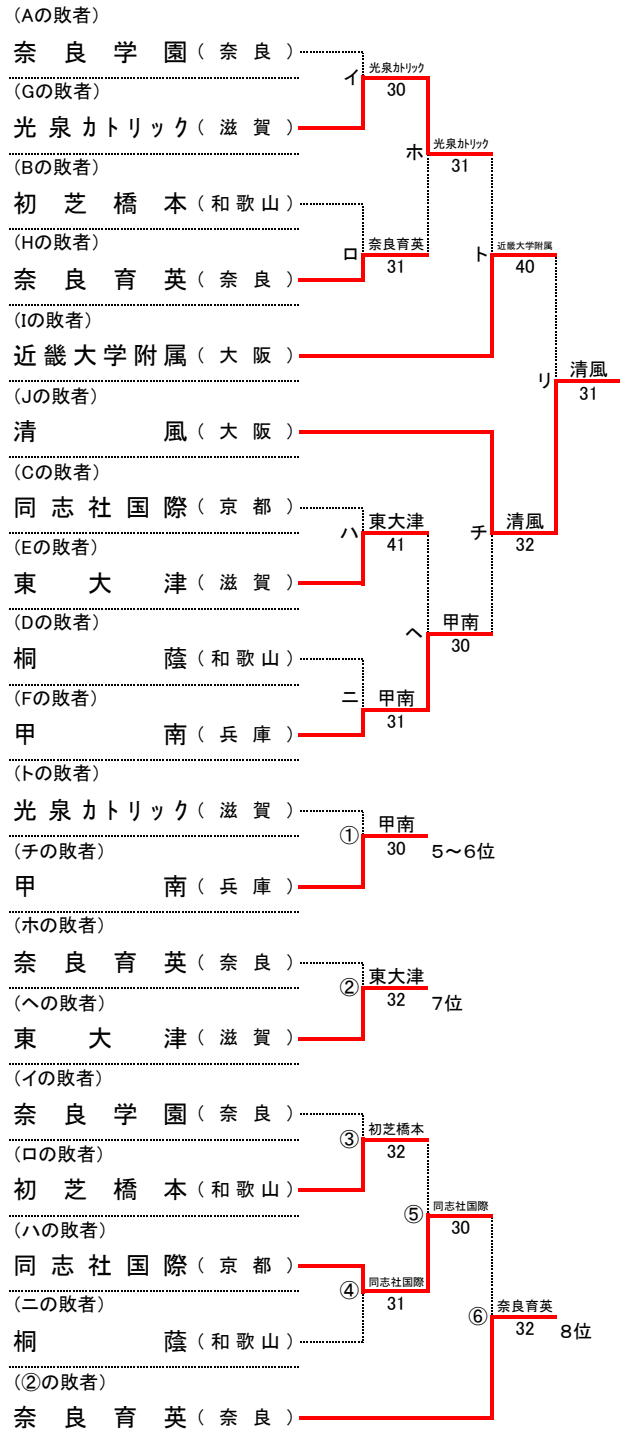 (Aの敗者)
奈良学園(奈良)
イ 光泉カトリック
30
(Gの敗者)
光泉カトリック(滋賀)
ホ 光泉カトリック
31
(Bの敗者)
初芝橋本(和歌山)
(Hの敗者)
ロ 奈良育英
31
ト 近畿大学附属
40
奈良育英(奈良)
(Iの敗者)
近畿大学附属(大阪)
リ 清風
31
(Jの敗者)
清風(大阪)
(Cの敗者)
同志社国際(京都)
ハ 東大津
41
チ 清風
32
(Eの敗者)
東大津(滋賀)
(Dの敗者)
ヘ 甲南
30
桐蔭(和歌山)
(Fの敗者)
ニ 甲南
31
甲南(兵庫)
(トの敗者)
光泉カトリック(滋賀)
① 甲南
30 5~6位
(チの敗者)
甲南(兵庫)
(ホの敗者)
奈良育英(奈良)
② 東大津
32 7位
(ヘの敗者)
東大津(滋賀)
(イの敗者)
奈良学園(奈良)
③ 初芝橋本
32
(ロの敗者)
初芝橋本(和歌山)
⑤ 同志社国際
30
(ハの敗者)
同志社国際(京都)
④ 同志社国際
31
(ニの敗者)
⑥ 奈良育英
32 8位
桐蔭(和歌山)
(②の敗者)
奈良育英(奈良)